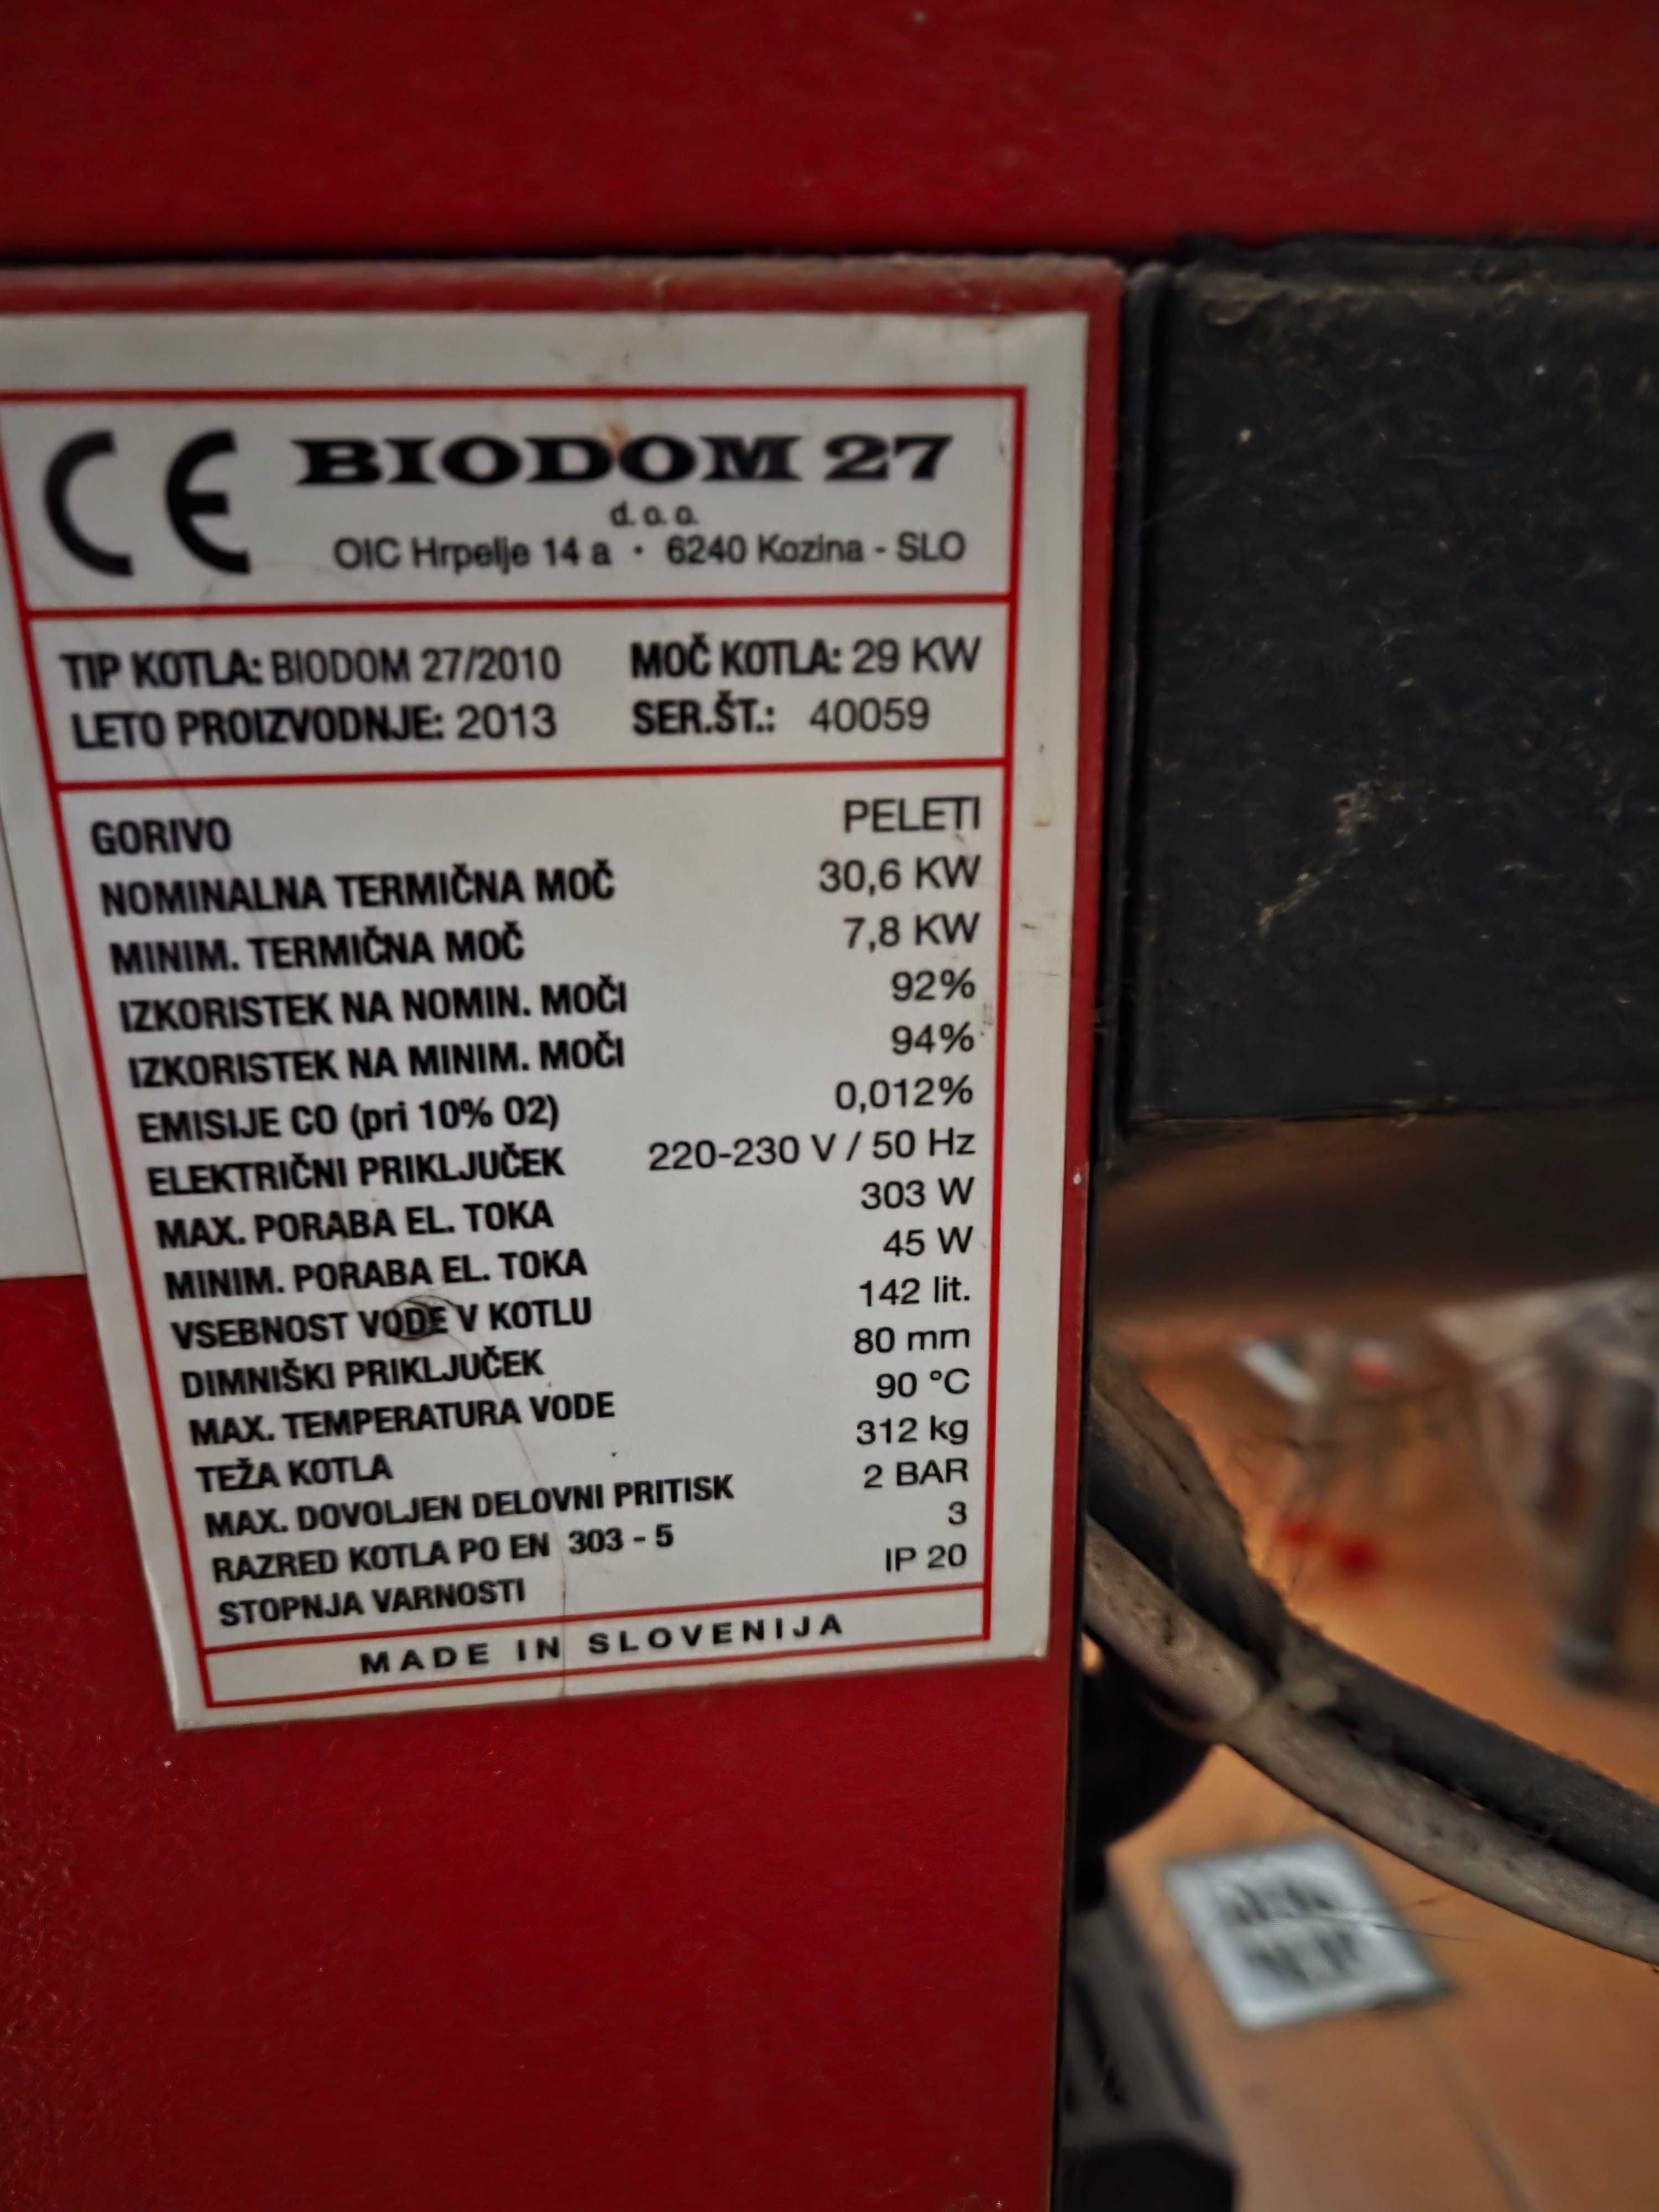 CE BIODOM 27
d.o.o.
OIC Hrpelje 14 a · 6240 Kozina - SLO
TIP KOTLA: BIODOM 27/2010 MOČ KOTLA: 29 KW
LETO PROIZVODNJE: 2013 SER.ŠT.: 40059
GORIVO PELETI
NOMINALNA TERMIČNA MOČ 30,6 KW
MINIM. TERMIČNA MOČ 7,8 KW
IZKORISTEK NA NOMIN. MOČI 92%
IZKORISTEK NA MINIM. MOČI 94%
EMISIJE CO (pri 10% O2) 0,012%
ELEKTRIČNI PRIKLJUČEK 220-230 V / 50 Hz
MAX. PORABA EL. TOKA 303 W
MINIM. PORABA EL. TOKA 45 W
VSEBNOST VODE V KOTLU 142 lit.
DIMNIŠKI PRIKLJUČEK 80 mm
MAX. TEMPERATURA VODE 90 °C
TEŽA KOTLA 312 kg
MAX. DOVOLJEN DELOVNI PRITISK 2 BAR
RAZRED KOTLA PO EN 303 - 5 3
STOPNJA VARNOSTI IP 20
MADE IN SLOVENIJA